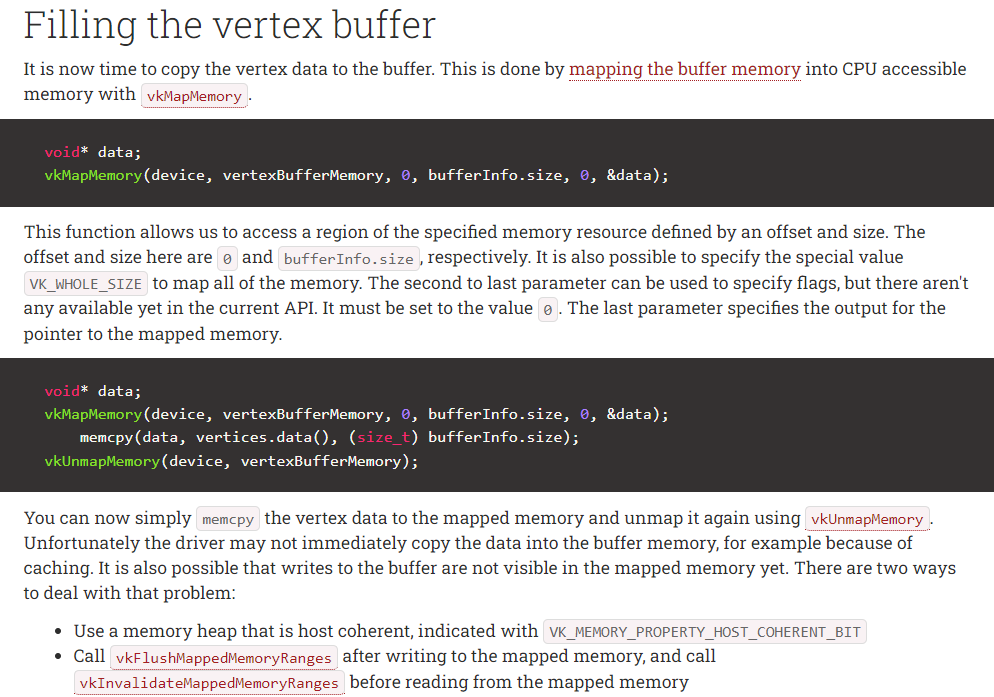 Filling the vertex buffer
It is now time to copy the vertex data to the buffer. This is done by mapping the buffer memory into CPU accessible
memory with vkMapMemory.
void* data;
vkMapMemory(device, vertexBufferMemory, 0, bufferInfo.size, 0, &data);
This function allows us to access a region of the specified memory resource defined by an offset and size. The
offset and size here are 0 and bufferInfo.size, respectively. It is also possible to specify the special value
VK_WHOLE_SIZE to map all of the memory. The second to last parameter can be used to specify flags, but there aren't
any available yet in the current API. It must be set to the value 0. The last parameter specifies the output for the
pointer to the mapped memory.
void* data;
vkMapMemory(device, vertexBufferMemory, 0, bufferInfo.size, 0, &data);
    memcpy(data, vertices.data(), (size_t) bufferInfo.size);
vkUnmapMemory(device, vertexBufferMemory);
You can now simply memcpy the vertex data to the mapped memory and unmap it again using vkUnmapMemory.
Unfortunately the driver may not immediately copy the data into the buffer memory, for example because of
caching. It is also possible that writes to the buffer are not visible in the mapped memory yet. There are two ways
to deal with that problem:
• Use a memory heap that is host coherent, indicated with VK_MEMORY_PROPERTY_HOST_COHERENT_BIT
• Call vkFlushMappedMemoryRanges after writing to the mapped memory, and call
vkInvalidateMappedMemoryRanges before reading from the mapped memory